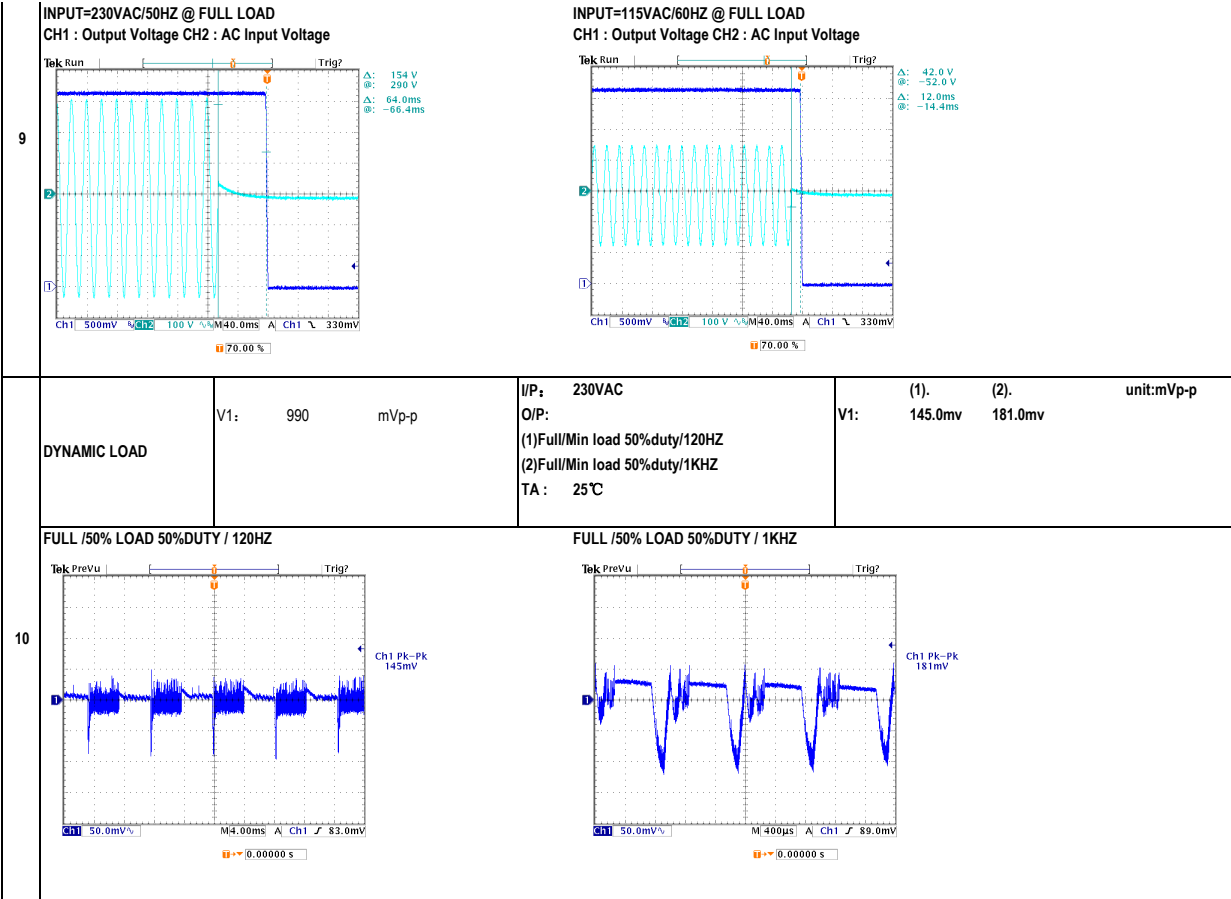 9
INPUT=230VAC/50HZ @ FULL LOAD
CH1 : Output Voltage CH2 : AC Input Voltage
Tek Run
Trig?
Δ: 154 V
@: 290 V
Δ: 64.0ms
@: −66.4ms
2
1
Ch1 500mV Ch2 100 V M 40.0ms A Ch1 330mV
T 70.00 %
INPUT=115VAC/60HZ @ FULL LOAD
CH1 : Output Voltage CH2 : AC Input Voltage
Tek Run
Trig?
Δ: 42.0 V
@: −52.0 V
Δ: 12.0ms
@: −14.4ms
2
1
Ch1 500mV Ch2 100 V M 40.0ms A Ch1 330mV
T 70.00 %
10
DYNAMIC LOAD
V1： 990 mVp-p
I/P： 230VAC
O/P:
(1)Full/Min load 50%duty/120HZ
(2)Full/Min load 50%duty/1KHZ
TA : 25℃
(1). (2). unit:mVp-p
V1: 145.0mv 181.0mv
FULL /50% LOAD 50%DUTY / 120HZ
Tek PreVu
Trig?
Ch1 Pk−Pk
145mV
1
Ch1 50.0mV M 4.00ms A Ch1 83.0mV
T 0.00000 s
FULL /50% LOAD 50%DUTY / 1KHZ
Tek PreVu
Trig?
Ch1 Pk−Pk
181mV
1
Ch1 50.0mV M 400µs A Ch1 89.0mV
T 0.00000 s